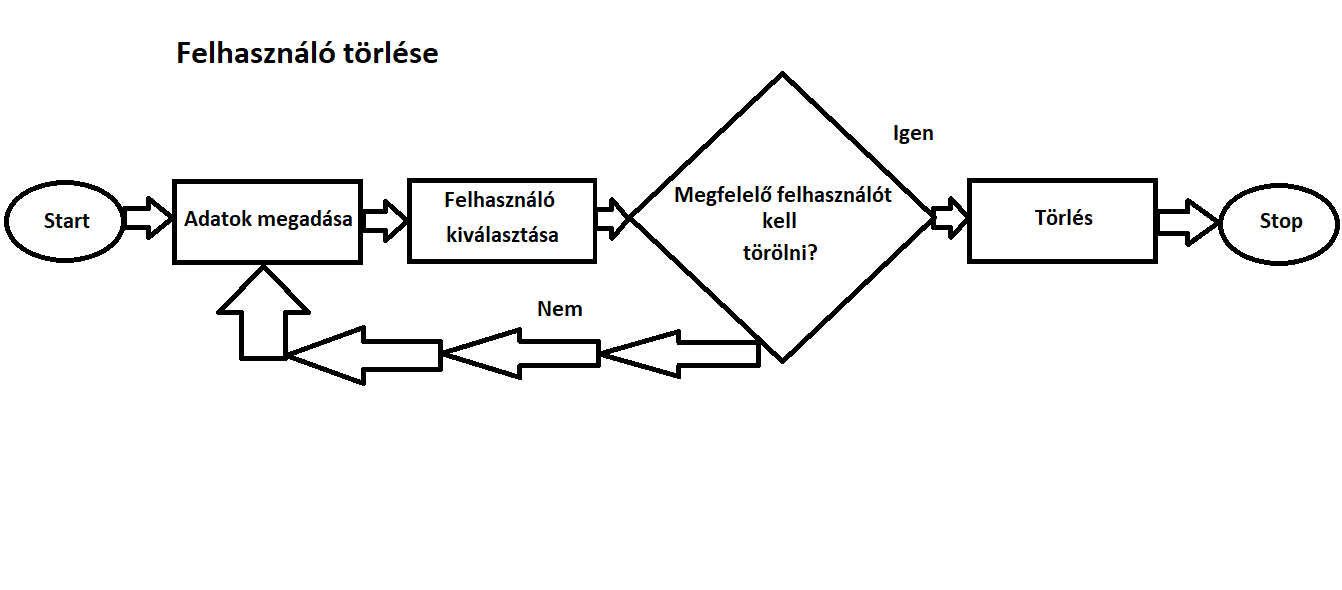 Felhasználó törlése
Start
Adatok megadása
Felhasználó
kiválasztása
Megfelelő felhasználót
kell
törölni?
Igen
Törlés
Stop
Nem